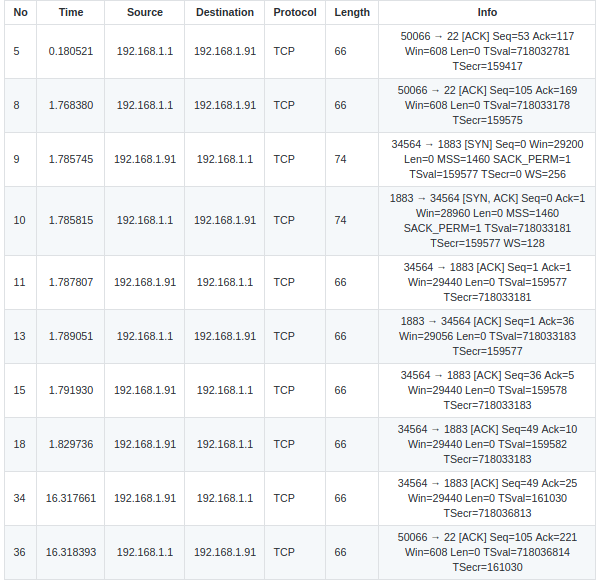 No Time Source Destination Protocol Length Info
5 0.180521 192.168.1.1 192.168.1.91 TCP 66 50066 → 22 [ACK] Seq=53 Ack=117
Win=608 Len=0 TSval=718032781
TSecr=159417
8 1.768380 192.168.1.1 192.168.1.91 TCP 66 50066 → 22 [ACK] Seq=105 Ack=169
Win=608 Len=0 TSval=718033178
TSecr=159575
9 1.785745 192.168.1.91 192.168.1.1 TCP 74 34564 → 1883 [SYN] Seq=0 Win=29200
Len=0 MSS=1460 SACK_PERM=1
TSval=159577 TSecr=0 WS=256
10 1.785815 192.168.1.1 192.168.1.91 TCP 74 1883 → 34564 [SYN, ACK] Seq=0 Ack=1
Win=28960 Len=0 MSS=1460
SACK_PERM=1 TSval=718033181
TSecr=159577 WS=128
11 1.787807 192.168.1.91 192.168.1.1 TCP 66 34564 → 1883 [ACK] Seq=1 Ack=1
Win=29440 Len=0 TSval=159577
TSecr=718033181
13 1.789051 192.168.1.1 192.168.1.91 TCP 66 1883 → 34564 [ACK] Seq=1 Ack=36
Win=29056 Len=0 TSval=718033183
TSecr=159577
15 1.791930 192.168.1.91 192.168.1.1 TCP 66 34564 → 1883 [ACK] Seq=36 Ack=5
Win=29440 Len=0 TSval=159578
TSecr=718033183
18 1.829736 192.168.1.91 192.168.1.1 TCP 66 34564 → 1883 [ACK] Seq=49 Ack=10
Win=29440 Len=0 TSval=159582
TSecr=718033183
34 16.317661 192.168.1.91 192.168.1.1 TCP 66 34564 → 1883 [ACK] Seq=49 Ack=25
Win=29440 Len=0 TSval=161030
TSecr=718036813
36 16.318393 192.168.1.1 192.168.1.91 TCP 66 50066 → 22 [ACK] Seq=105 Ack=221
Win=608 Len=0 TSval=718036814
TSecr=161030